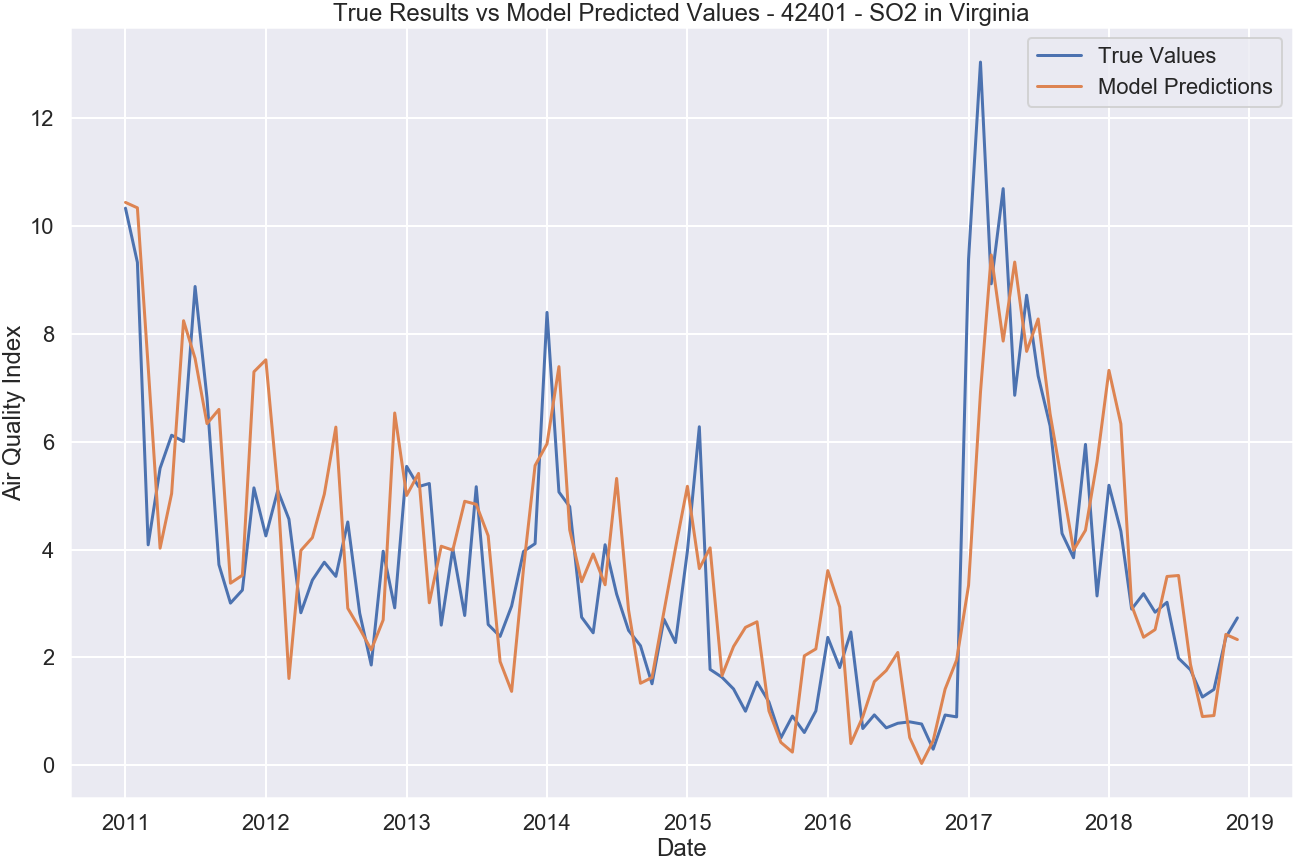 True Results vs Model Predicted Values - 42401 - SO2 in Virginia
True Values
Model Predictions
Air Quality Index
12
10
8
6
4
2
0
2011 2012 2013 2014 2015 2016 2017 2018 2019
Date